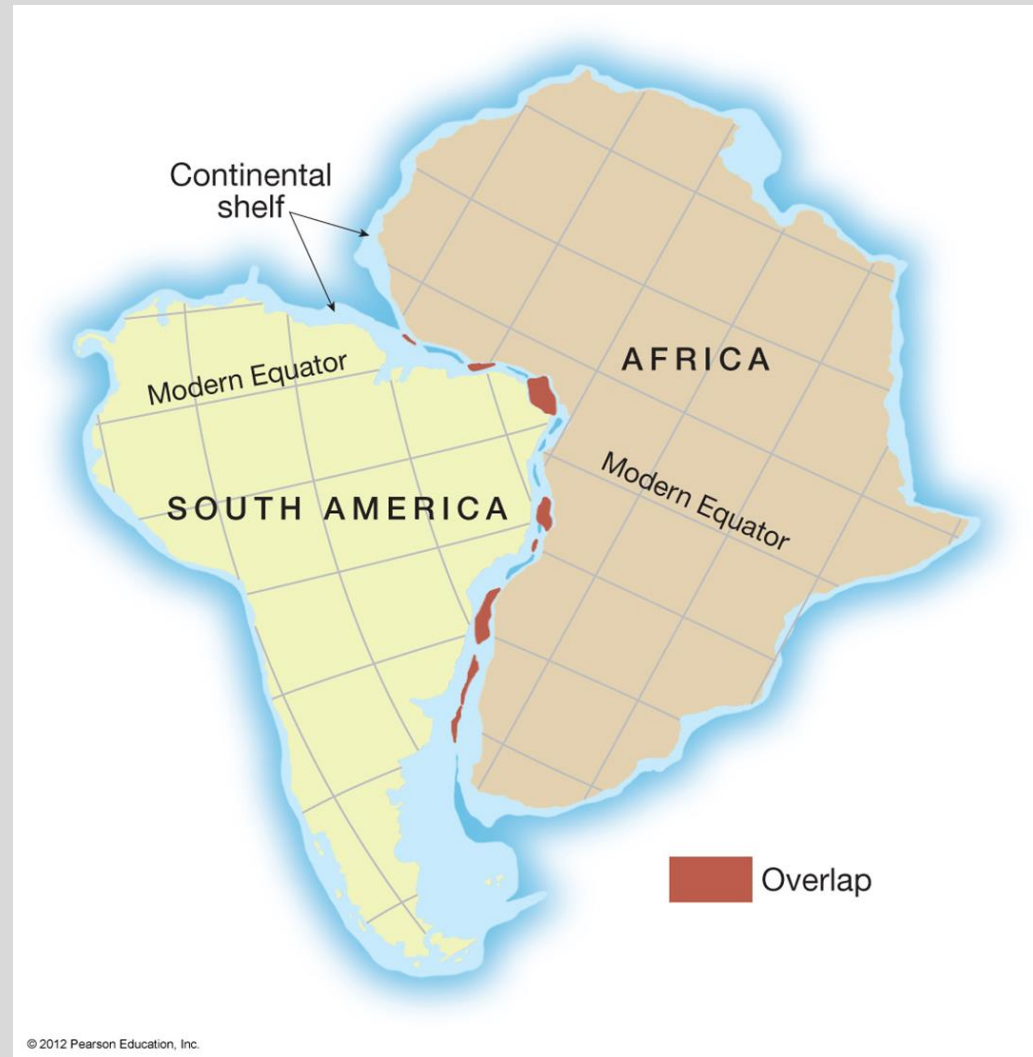 Continental
shelf
AFRICA
Modern Equator
SOUTH AMERICA
Modern Equator
Overlap
© 2012 Pearson Education, Inc.